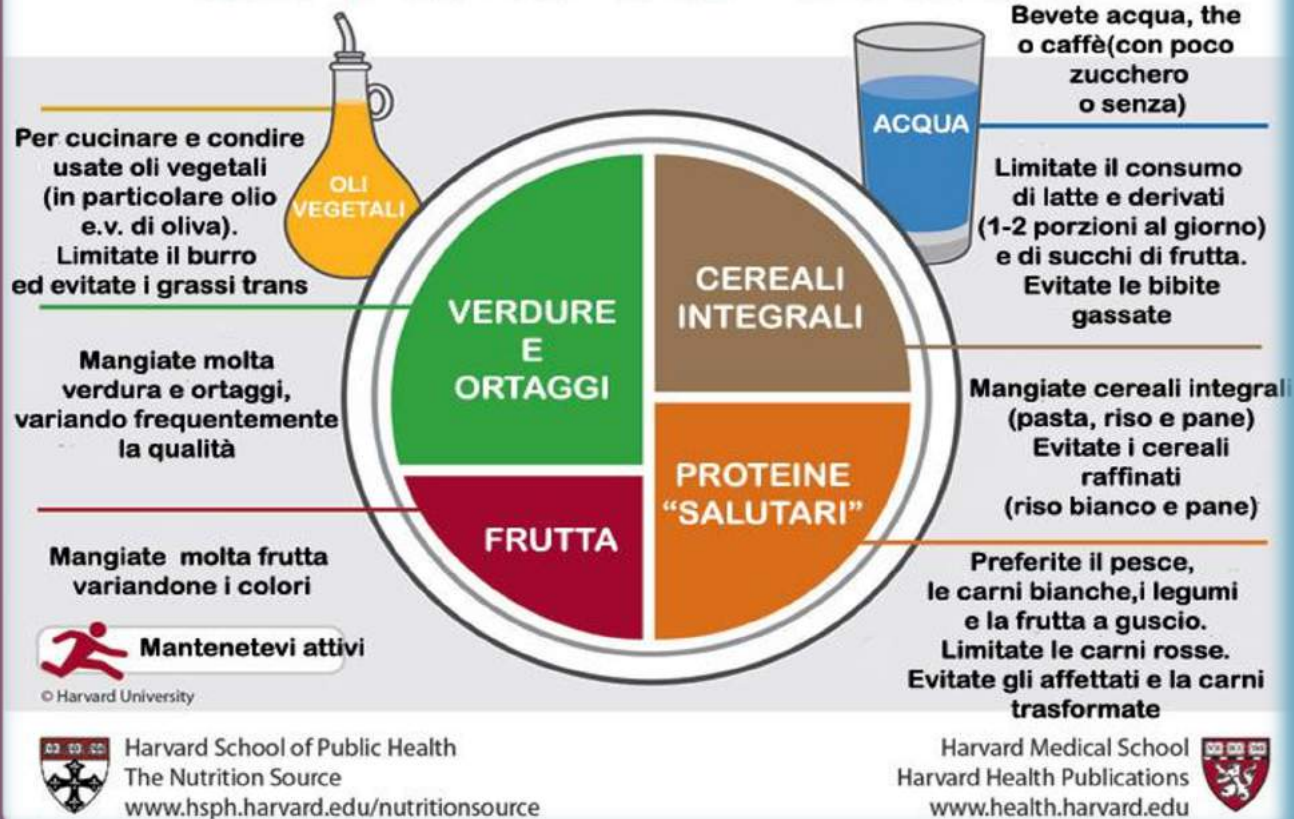 Per cucinare e condire
usate oli vegetali
(in particolare olio
e.v. di oliva).
Limitate il burro
ed evitate i grassi trans
OLI
VEGETALI
ACQUA
Bevete acqua, the
o caffè(con poco
zucchero
o senza)
Limitate il consumo
di latte e derivati
(1-2 porzioni al giorno)
e di succhi di frutta.
Evitate le bibite
gassate
VERDURE
E
ORTAGGI
CEREALI
INTEGRALI
Mangiate molta
verdura e ortaggi,
variando frequentemente
la qualità
Mangiate cereali integrali
(pasta, riso e pane)
Evitate i cereali
raffinati
(riso bianco e pane)
FRUTTA
PROTEINE
“SALUTARI”
Mangiate molta frutta
variandone i colori
Preferite il pesce,
le carni bianche,i legumi
e la frutta a guscio.
Limitate le carni rosse.
Evitate gli affettati e la carni
trasformate
Mantenetevi attivi
© Harvard University
Harvard School of Public Health
The Nutrition Source
www.hsph.harvard.edu/nutritionsource
Harvard Medical School
Harvard Health Publications
www.health.harvard.edu